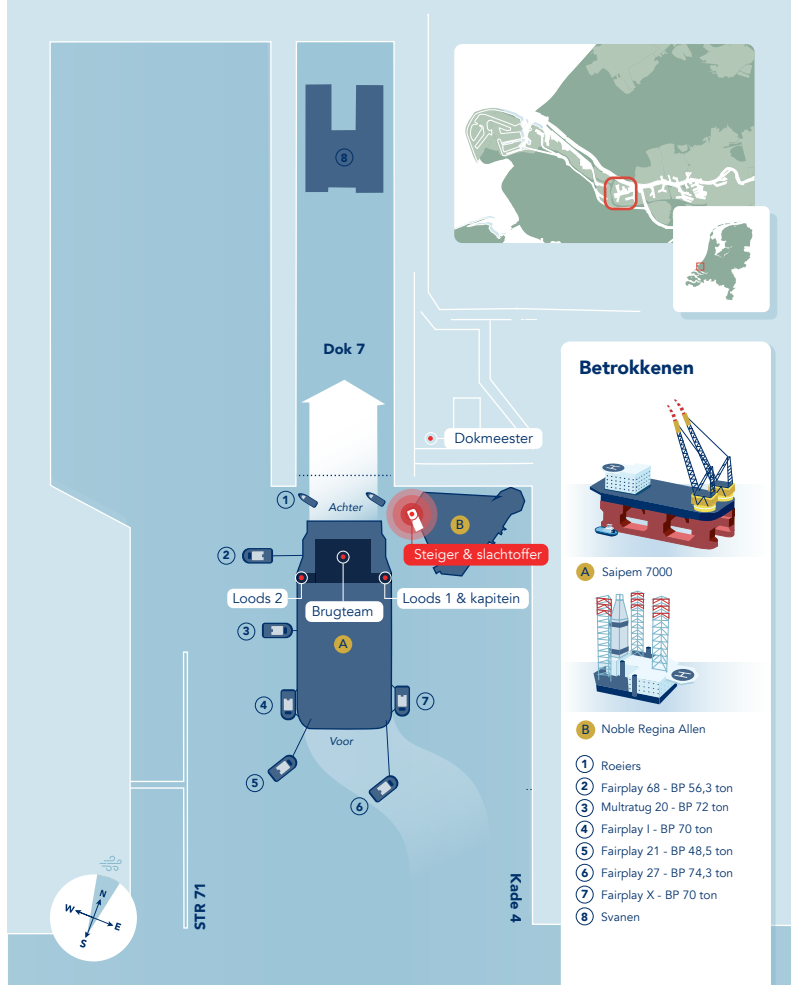 8
Dok 7
Dokmeester
1
Achter
B
2
Steiger & slachtoffer
Loods 2
Brugteam
Loods 1 & kapitein
3
A
4
7
Voor
5
6
STR 71
Kade 4
N
W
E
S
Betrokkenen
H
A Saipem 7000
H
B Noble Regina Allen
1 Roeiers
2 Fairplay 68 - BP 56,3 ton
3 Multratug 20 - BP 72 ton
4 Fairplay I - BP 70 ton
5 Fairplay 21 - BP 48,5 ton
6 Fairplay 27 - BP 74,3 ton
7 Fairplay X - BP 70 ton
8 Svanen